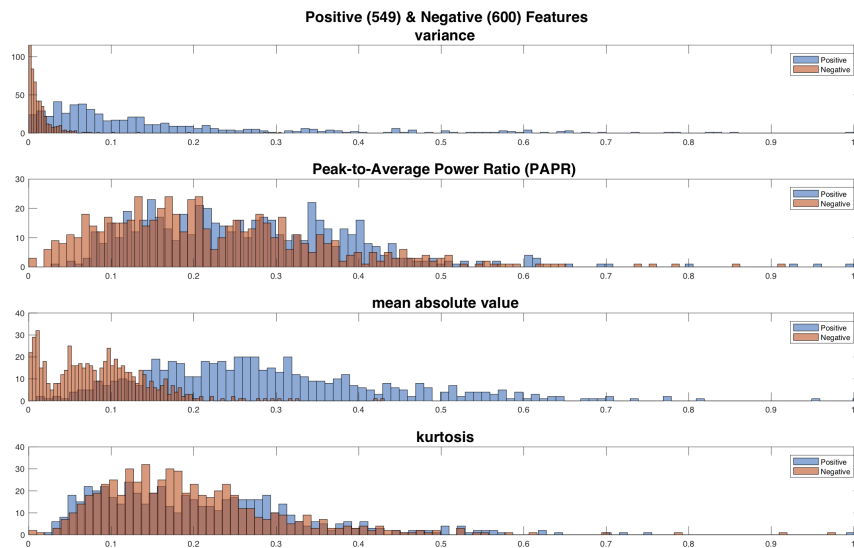 Positive (549) & Negative (600) Features
variance
100
50
0
Positive
Negative
0 0.1 0.2 0.3 0.4 0.5 0.6 0.7 0.8 0.9 1
Peak-to-Average Power Ratio (PAPR)
30
20
10
0
Positive
Negative
0 0.1 0.2 0.3 0.4 0.5 0.6 0.7 0.8 0.9 1
mean absolute value
40
30
20
10
0
Positive
Negative
0 0.1 0.2 0.3 0.4 0.5 0.6 0.7 0.8 0.9 1
kurtosis
40
30
20
10
0
Positive
Negative
0 0.1 0.2 0.3 0.4 0.5 0.6 0.7 0.8 0.9 1